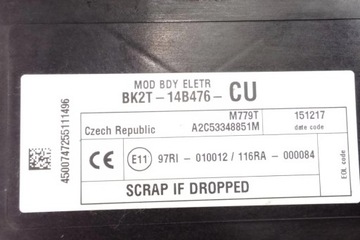 MOD BDY ELETR
BK2T-14B476-CU
M779T
151217
Czech Republic
A2C53348851M
date code
CE
E11
97RI-010012/116RA-000084
EOL code
SCRAP IF DROPPED
4500747255111496